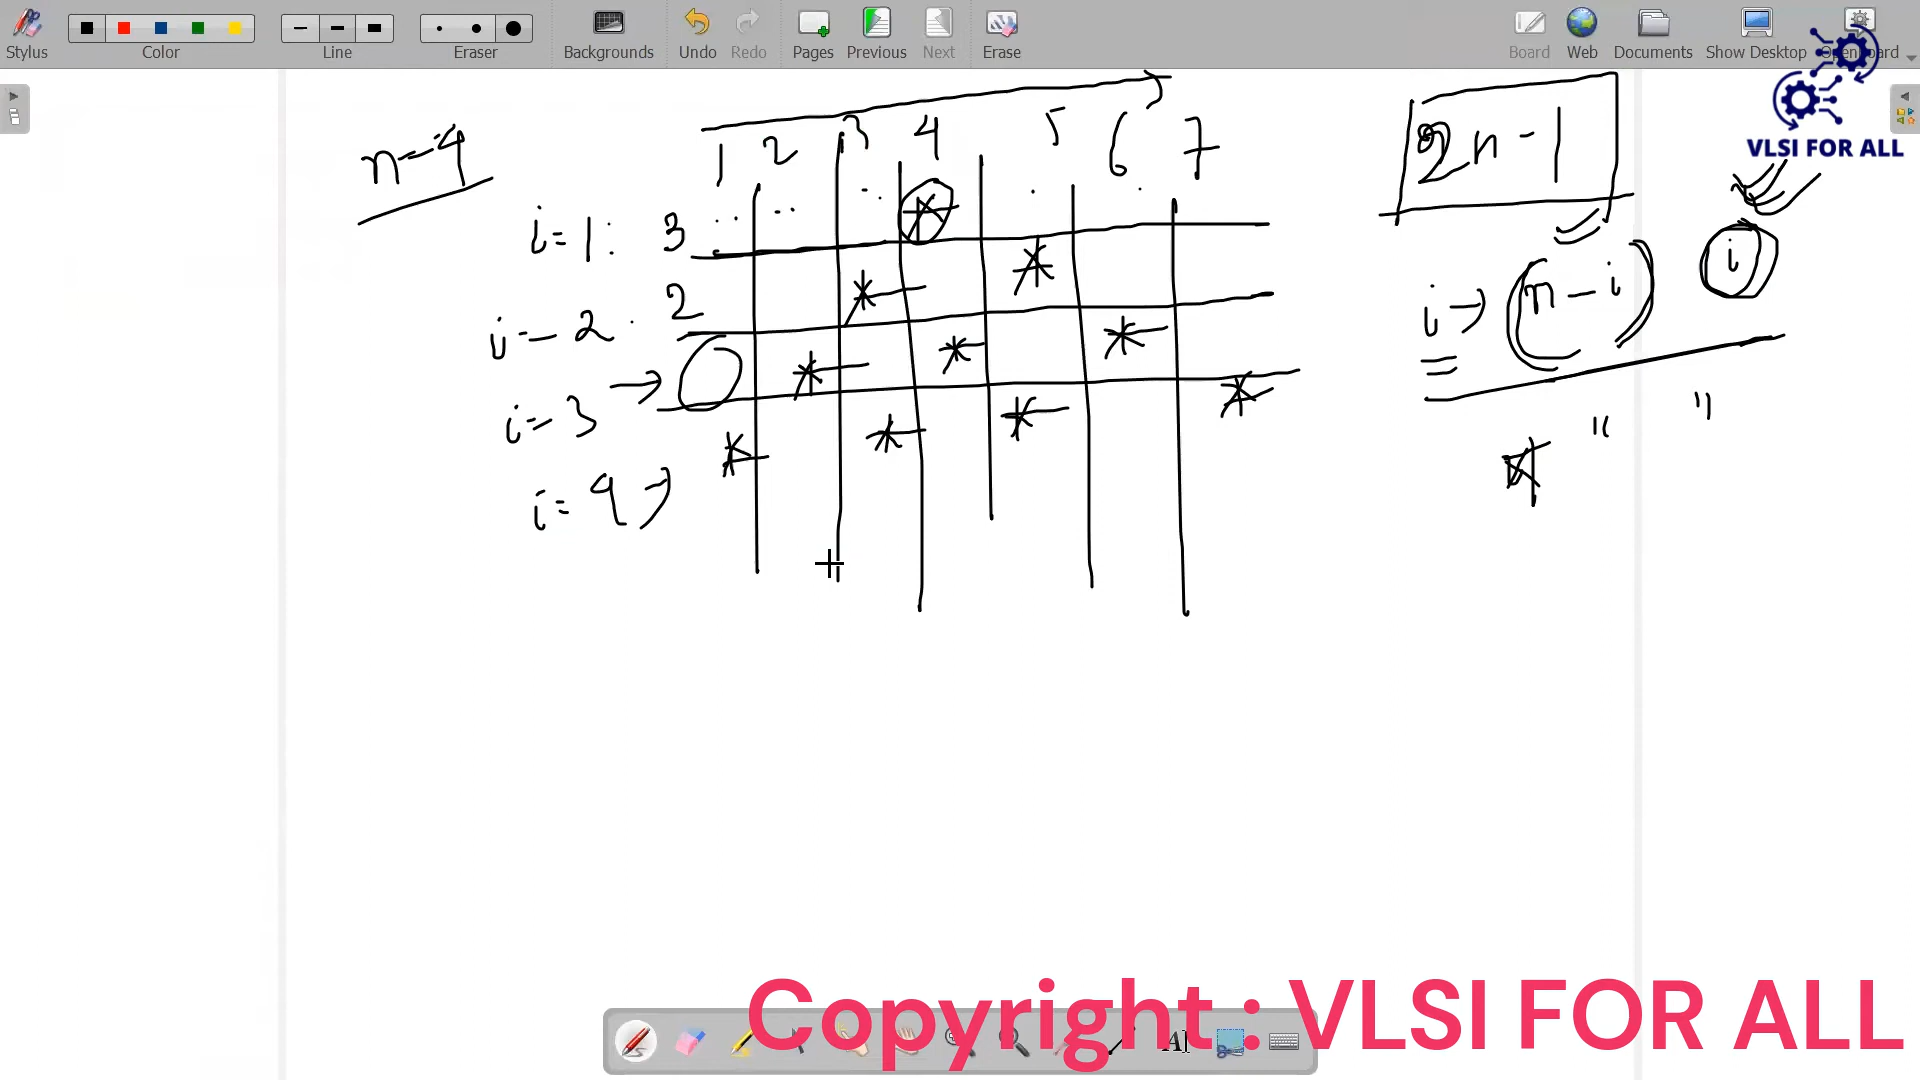 Stylus Color Line Eraser Backgrounds Undo Redo Pages Previous Next Erase Board Web Documents Show Desktop OpenBoard
VLSI FOR ALL
n=4
1 2 3 4 5 6 7
2n-1
i=1: 3 *
i→(n-i) i
i=2 2 * *
i=3 → * * *
" "
i=4→ * * * *
*
Copyright : VLSI FOR ALL